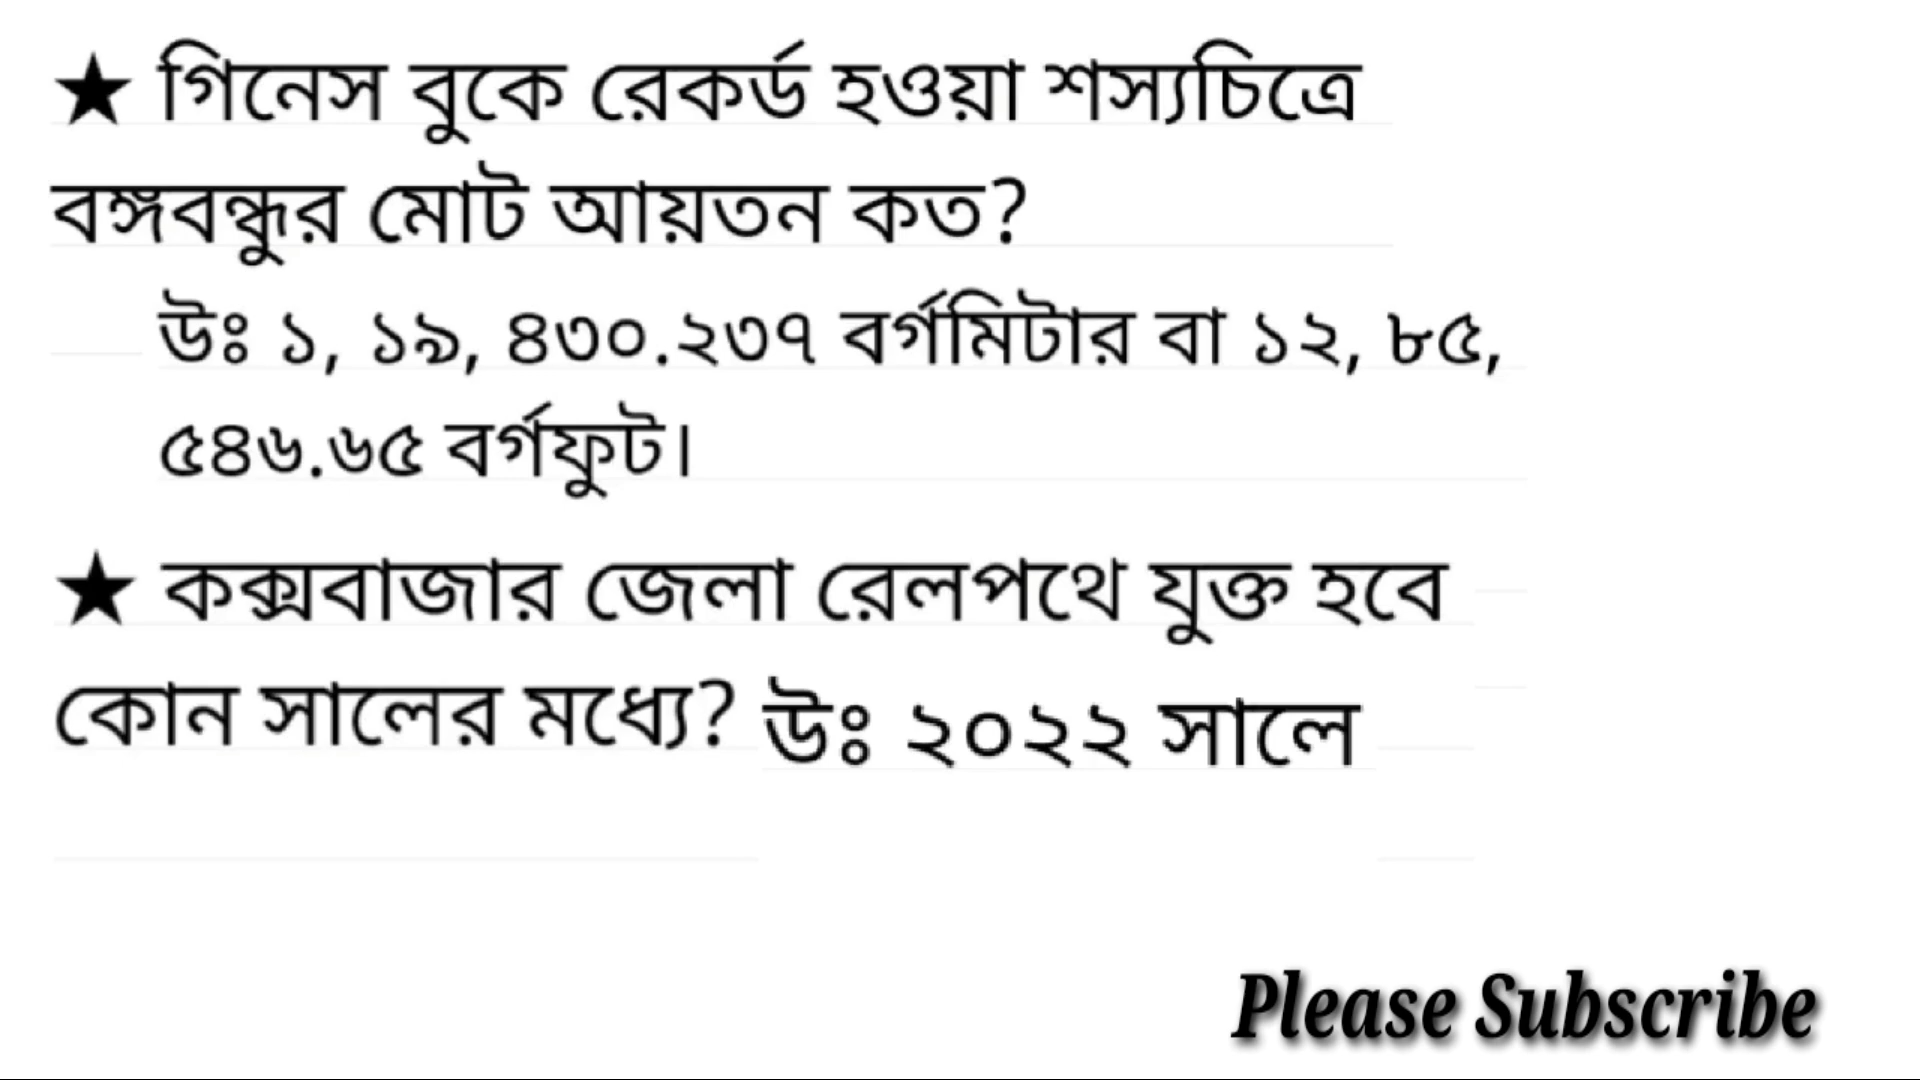 ★ গিনেস বুকে রেকর্ড হওয়া শস্যচিত্রে
বঙ্গবন্ধুর মোট আয়তন কত?
উঃ ১, ১৯, ৪৩০.২৩৭ বর্গমিটার বা ১২, ৮৫,
৫৪৬.৬৫ বর্গফুট।
★ কক্সবাজার জেলা রেলপথে যুক্ত হবে
কোন সালের মধ্যে? উঃ ২০২২ সালে
Please Subscribe